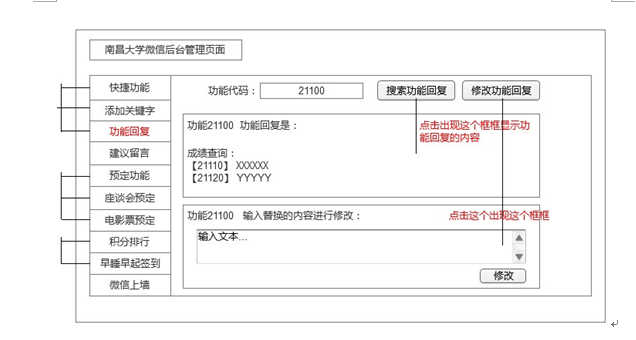 南昌大学微信后台管理页面
快捷功能
添加关键字
功能回复
建议留言
预定功能
座谈会预定
电影票预定
积分排行
早睡早起签到
微信上墙
功能代码： 21100 搜索功能回复 修改功能回复
功能21100 功能回复是：
点击出现这个框框显示功
能回复的内容
成绩查询：
【21110】 XXXXXX
【21120】 YYYYY
功能21100 输入替换的内容进行修改：
点击这个出现这个框框
输入文本...
修改